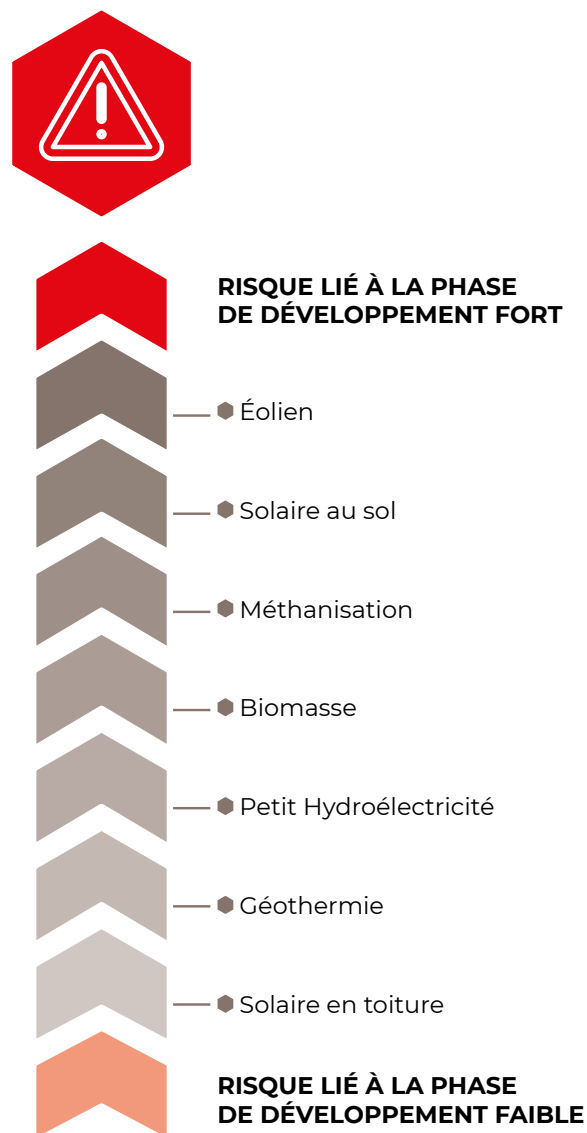 RISQUE LIÉ À LA PHASE
DE DÉVELOPPEMENT FORT
Éolien
Solaire au sol
Méthanisation
Biomasse
Petit Hydroélectricité
Géothermie
Solaire en toiture
RISQUE LIÉ À LA PHASE
DE DÉVELOPPEMENT FAIBLE